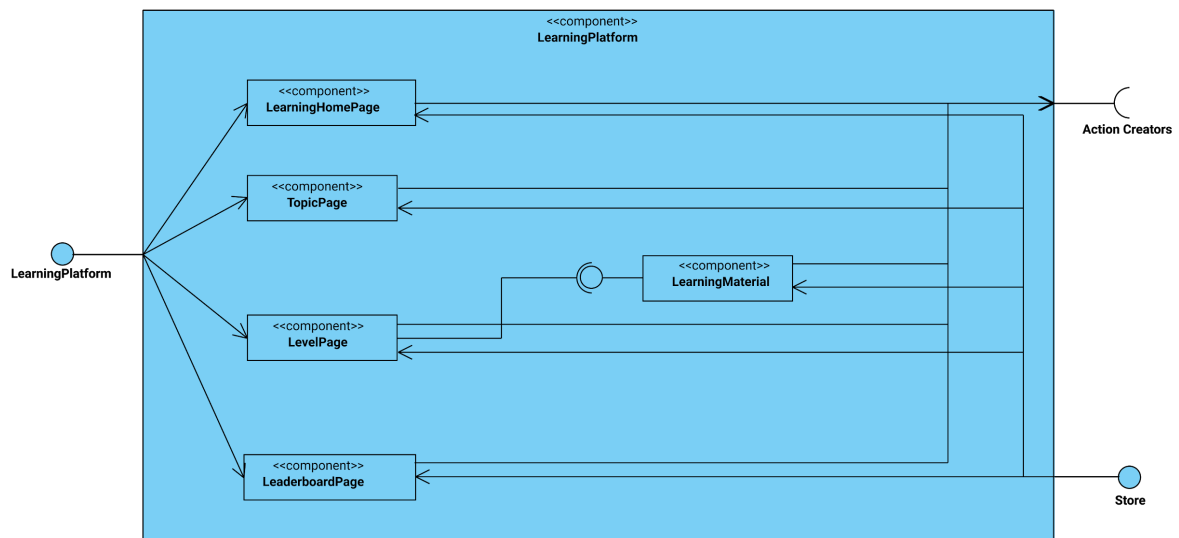 <<component>>
LearningPlatform
<<component>>
LearningHomePage
Action Creators
<<component>>
TopicPage
LearningPlatform
<<component>>
LearningMaterial
<<component>>
LevelPage
<<component>>
LeaderboardPage
Store